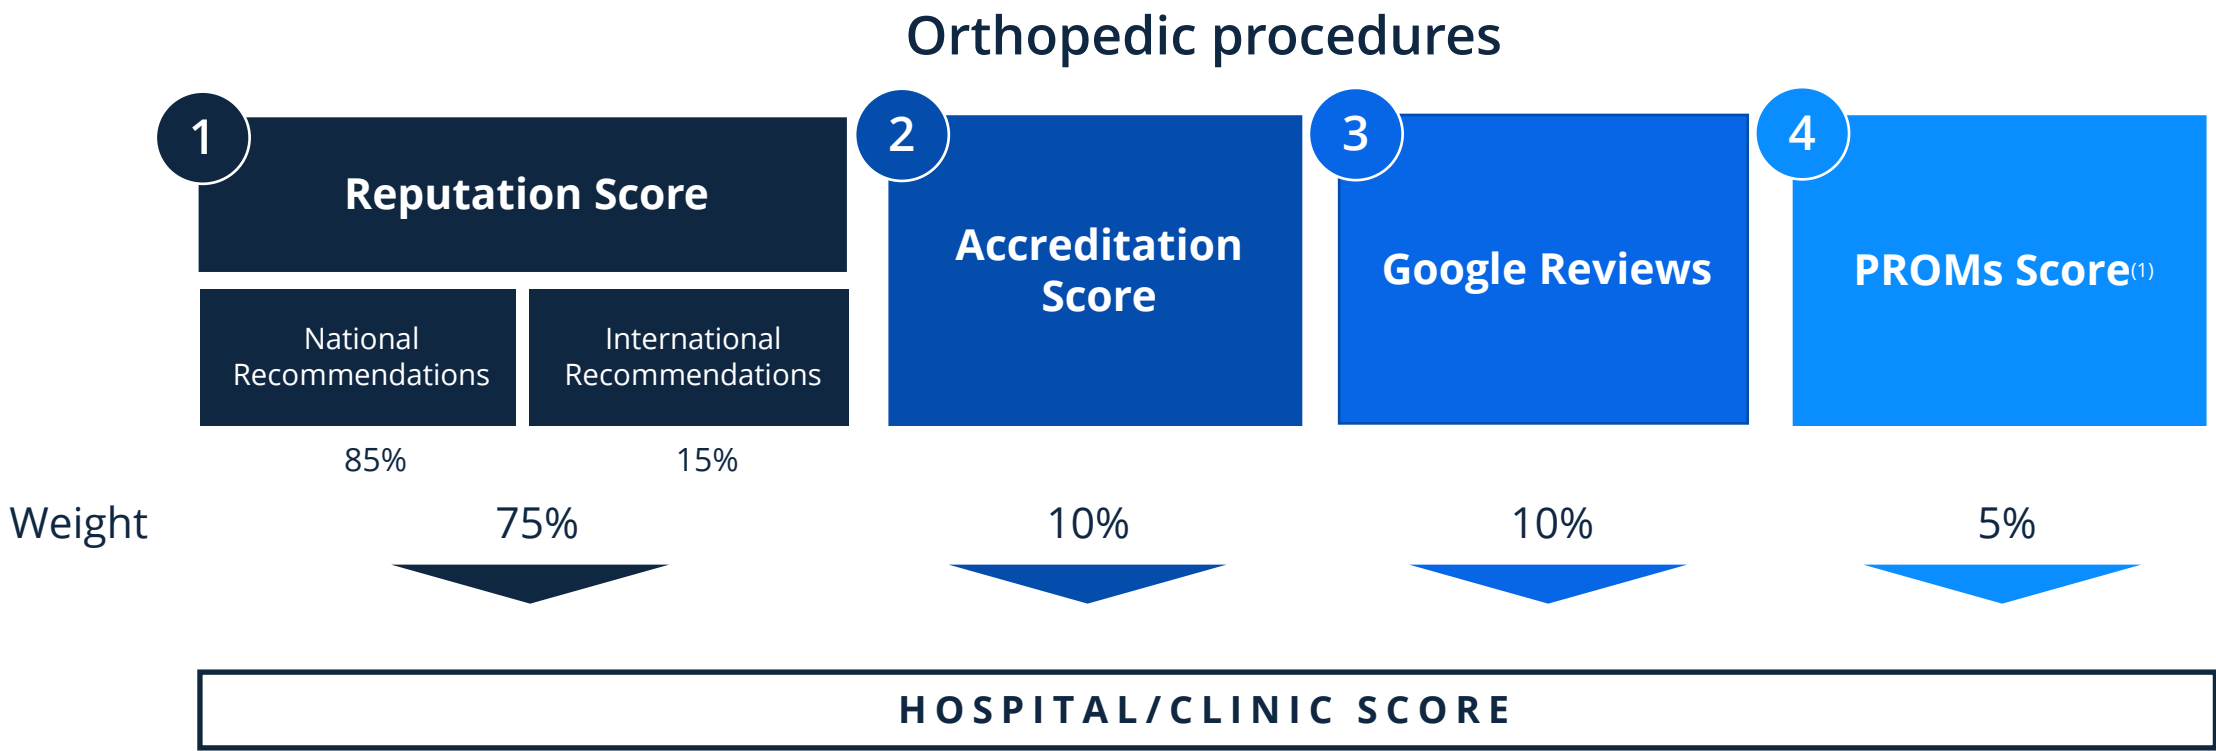 Orthopedic procedures
1
Reputation Score
National
Recommendations
International
Recommendations
85%
15%
2
Accreditation
Score
3
Google Reviews
4
PROMs Score(1)
Weight
75%
10%
10%
5%
HOSPITAL/CLINIC SCORE